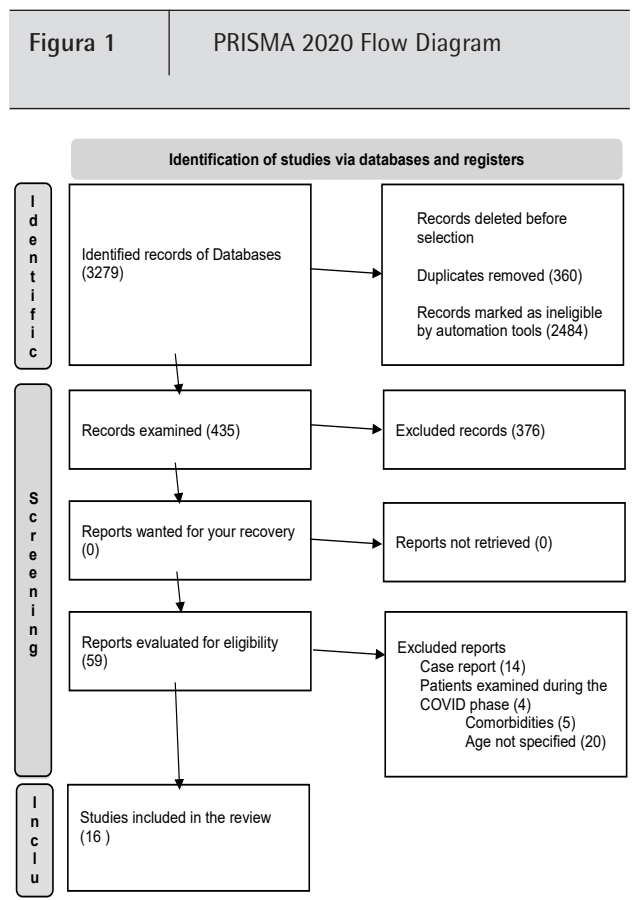 Figura 1
PRISMA 2020 Flow Diagram
Identification of studies via databases and registers
Identific
Identified records of Databases
(3279)
Records deleted before
selection
Duplicates removed (360)
Records marked as ineligible
by automation tools (2484)
Screening
Records examined (435)
Excluded records (376)
Reports wanted for your recovery
(0)
Reports not retrieved (0)
Reports evaluated for eligibility
(59)
Excluded reports
Case report (14)
Patients examined during the
COVID phase (4)
Comorbidities (5)
Age not specified (20)
Inclu
Studies included in the review
(16 )